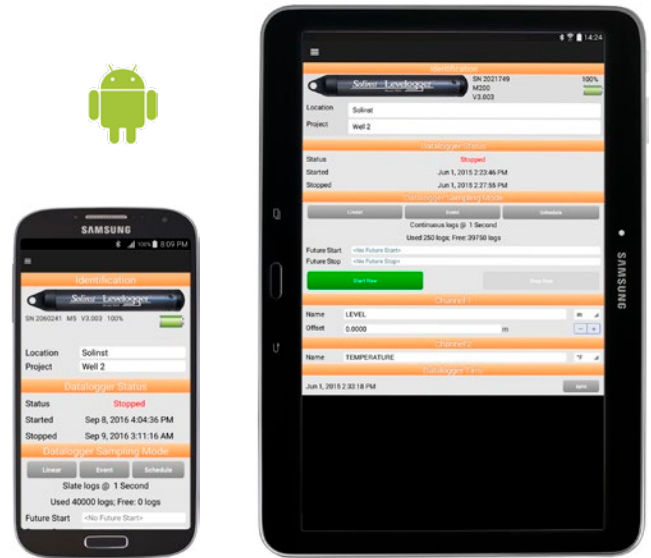 SAMSUNG
100% 8:09 PM
Identification
Solinst Levelogger
SN 2060241 M5 V3.003 100%
Location Solinst
Project Well 2
Datalogger Status
Status Stopped
Started Sep 8, 2016 4:04:36 PM
Stopped Sep 9, 2016 3:11:16 AM
Datalogger Sampling Mode
Linear Event Schedule
Slate logs @ 1 Second
Used 40000 logs; Free: 0 logs
Future Start <No Future Start>
14:24
Identification
Solinst Levelogger
SN 2021749 100%
M200
V3.003
Location Solinst
Project Well 2
Datalogger Status
Status Stopped
Started Jun 1, 2015 2:23:46 PM
Stopped Jun 1, 2015 2:27:55 PM
Datalogger Sampling Mode
Linear Event Schedule
Continuous logs @ 1 Second
Used 250 logs; Free: 39750 logs
Future Start <No Future Start>
Future Stop <No Future Stop>
Start Now Stop Now
Channel 1
Name LEVEL m
Offset 0.0000 m - +
Channel 2
Name TEMPERATURE °F
Datalogger Time
Jun 1, 2015 2:33:18 PM Sync
SAMSUNG